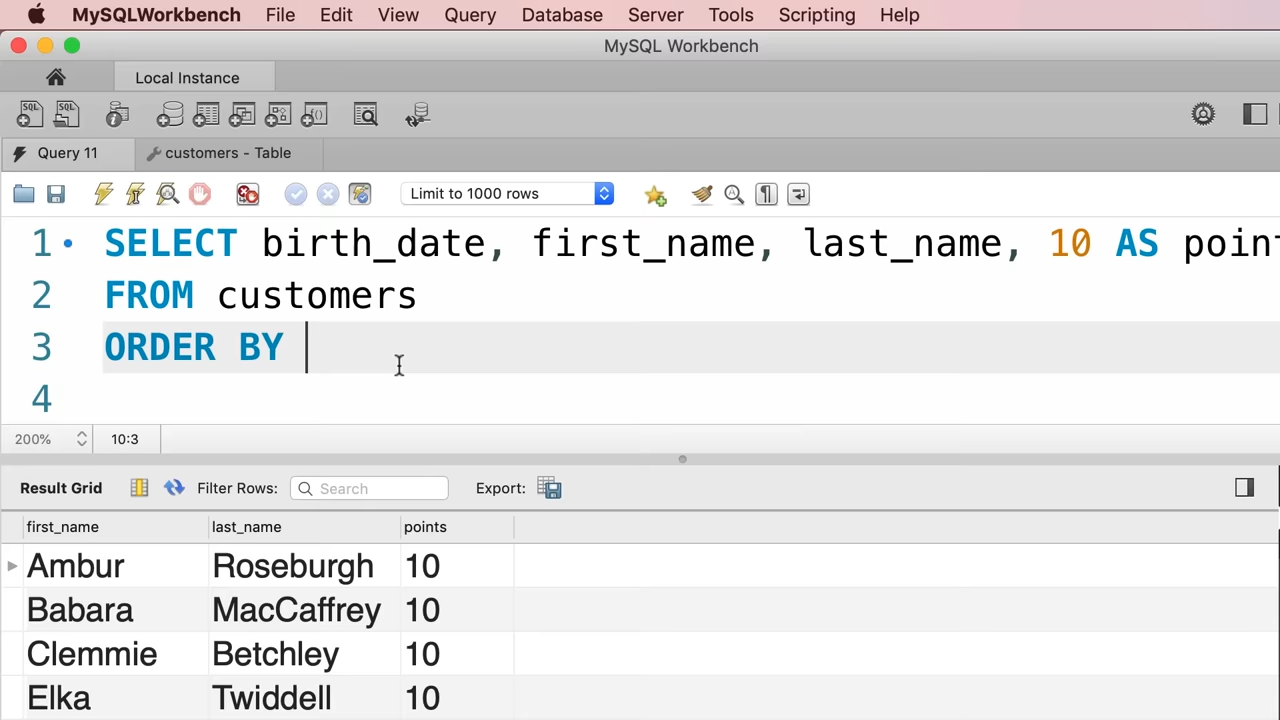 MySQLWorkbench File Edit View Query Database Server Tools Scripting Help
MySQL Workbench
Local Instance
SQL SQL
Query 11 customers - Table
Limit to 1000 rows
1 SELECT birth_date, first_name, last_name, 10 AS poin
2 FROM customers
3 ORDER BY
4
200% 10:3
Result Grid Filter Rows: Search Export:
first_name last_name points
Ambur Roseburgh 10
Babara MacCaffrey 10
Clemmie Betchley 10
Elka Twiddell 10